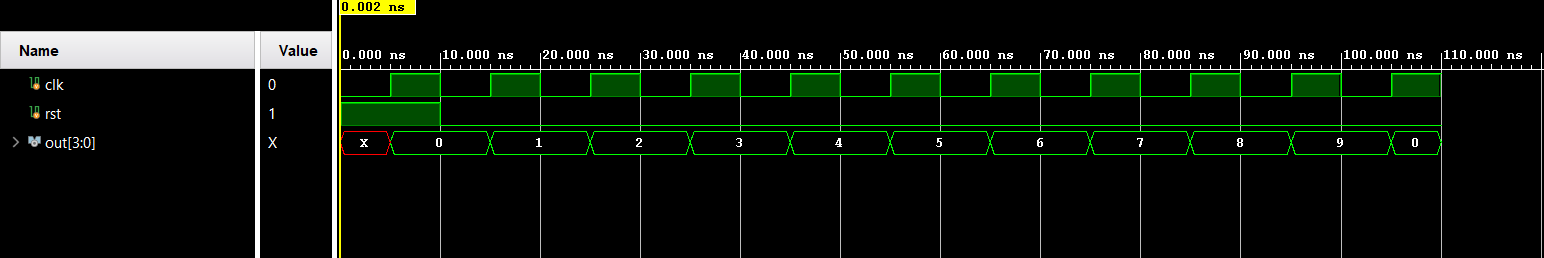 0.002 ns
Name Value
0.000 ns 10.000 ns 20.000 ns 30.000 ns 40.000 ns 50.000 ns 60.000 ns 70.000 ns 80.000 ns 90.000 ns 100.000 ns 110.000 ns
clk 0
rst 1
out[3:0] X X 0 1 2 3 4 5 6 7 8 9 0